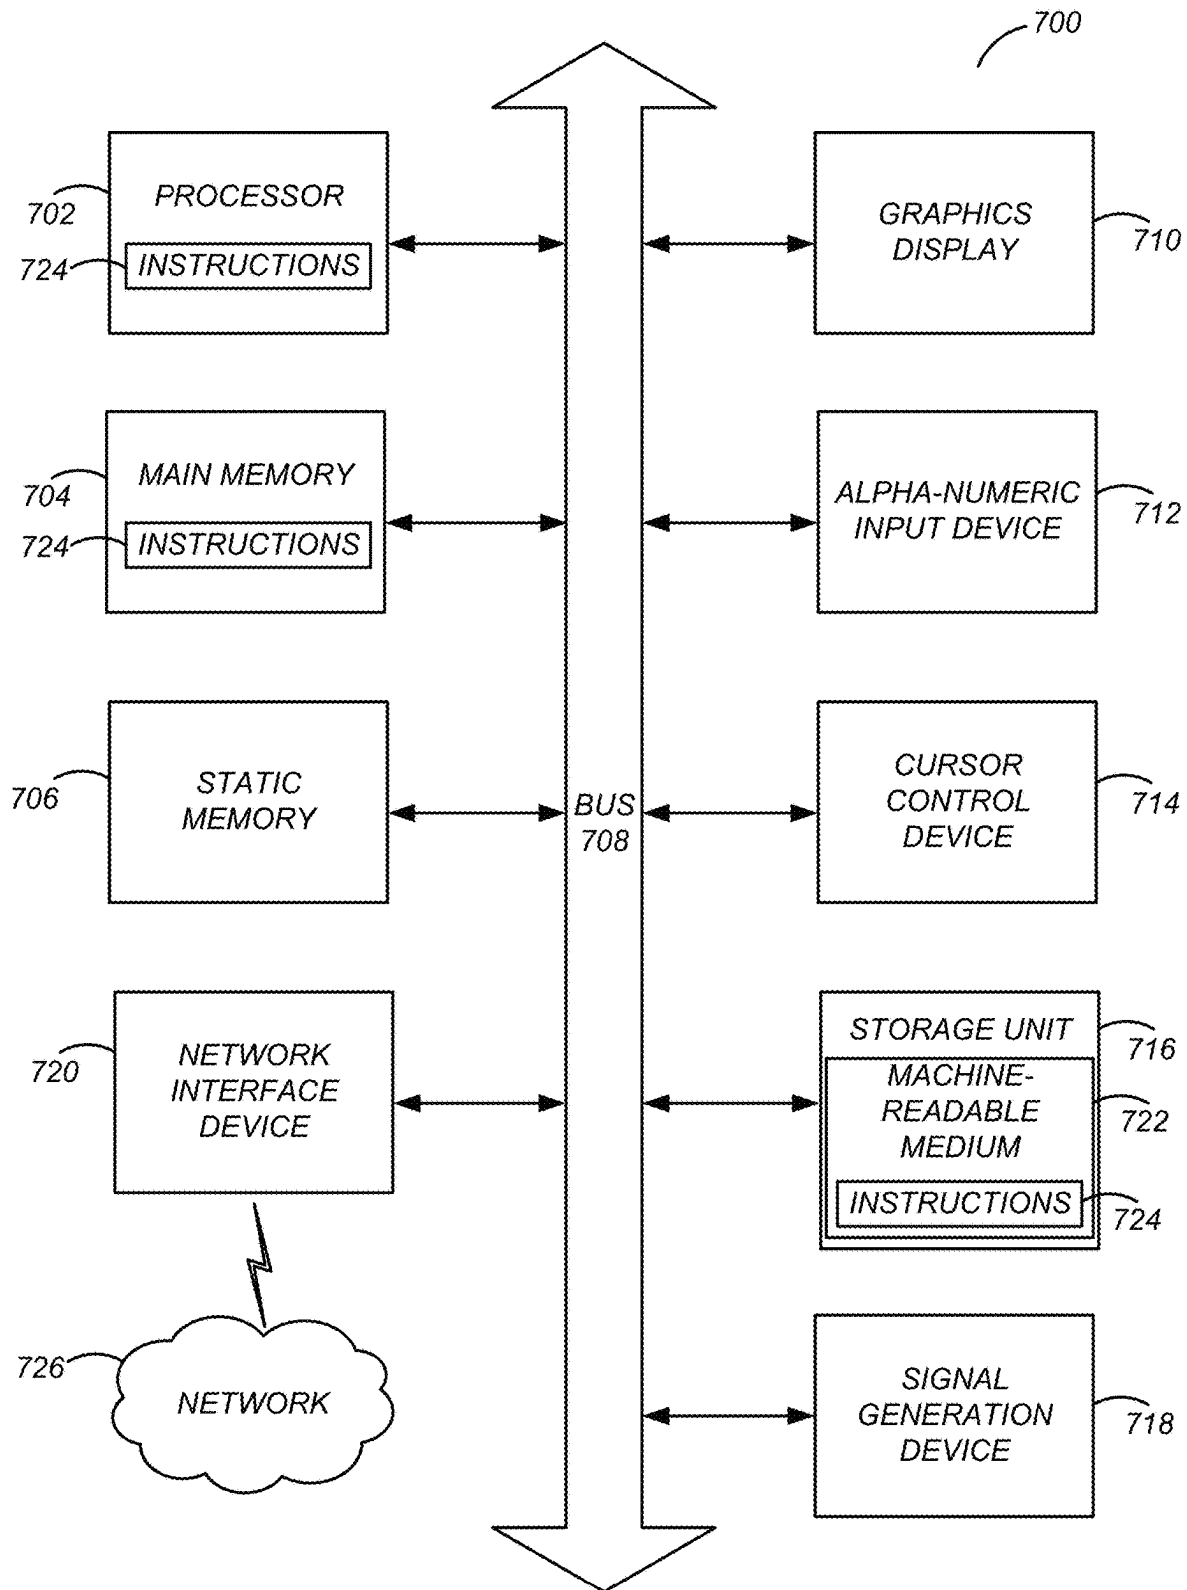 700
PROCESSOR
702
724
INSTRUCTIONS
GRAPHICS
DISPLAY
710
MAIN MEMORY
704
724
INSTRUCTIONS
ALPHA-NUMERIC
INPUT DEVICE
712
STATIC
MEMORY
706
BUS
708
CURSOR
CONTROL
DEVICE
714
NETWORK
INTERFACE
DEVICE
720
STORAGE UNIT
716
MACHINE-
READABLE
MEDIUM
722
INSTRUCTIONS
724
726
NETWORK
SIGNAL
GENERATION
DEVICE
718